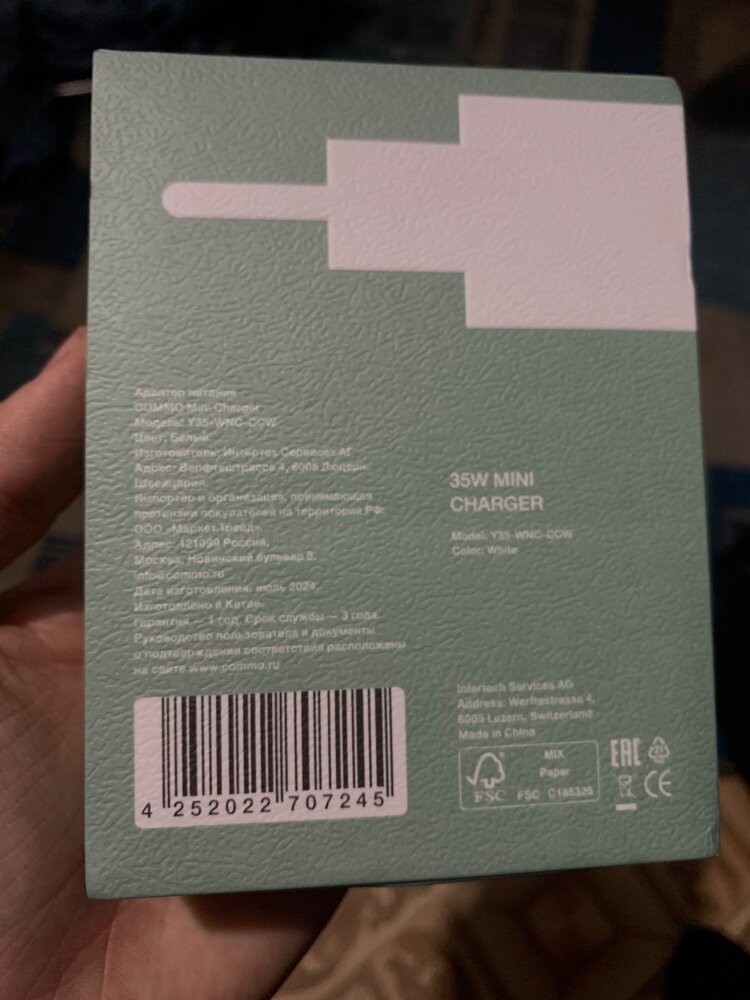 Адаптер питания
COMMO Mini Charger
Модель: Y35-WNC-CCW
Цвет: Белый
Изготовитель: Интертех Сервисез АГ
Адрес: Верфтештрассе 4, 6005 Люцерн,
Швейцария.
Импортер и организация, принимающая
претензии покупателей на территории РФ:
ООО «Маркет.Трейд».
Адрес: 421099 Россия,
Москва, Новинский бульвар 8.
info@commo.ru
Дата изготовления: июль 2024.
Изготовлено в Китае.
Гарантия — 1 год. Срок службы — 3 года.
Руководство пользователя и документы
о подтверждении соответствия расположены
на сайте www.commo.ru
35W MINI
CHARGER
Model: Y35-WNC-CCW
Color: White
Intertech Services AG
Address: Werftestrasse 4,
6005 Luzern, Switzerland
Made in China
FSC
MIX
Paper
FSC C185326
EAC
21
CE
4 252022 707245